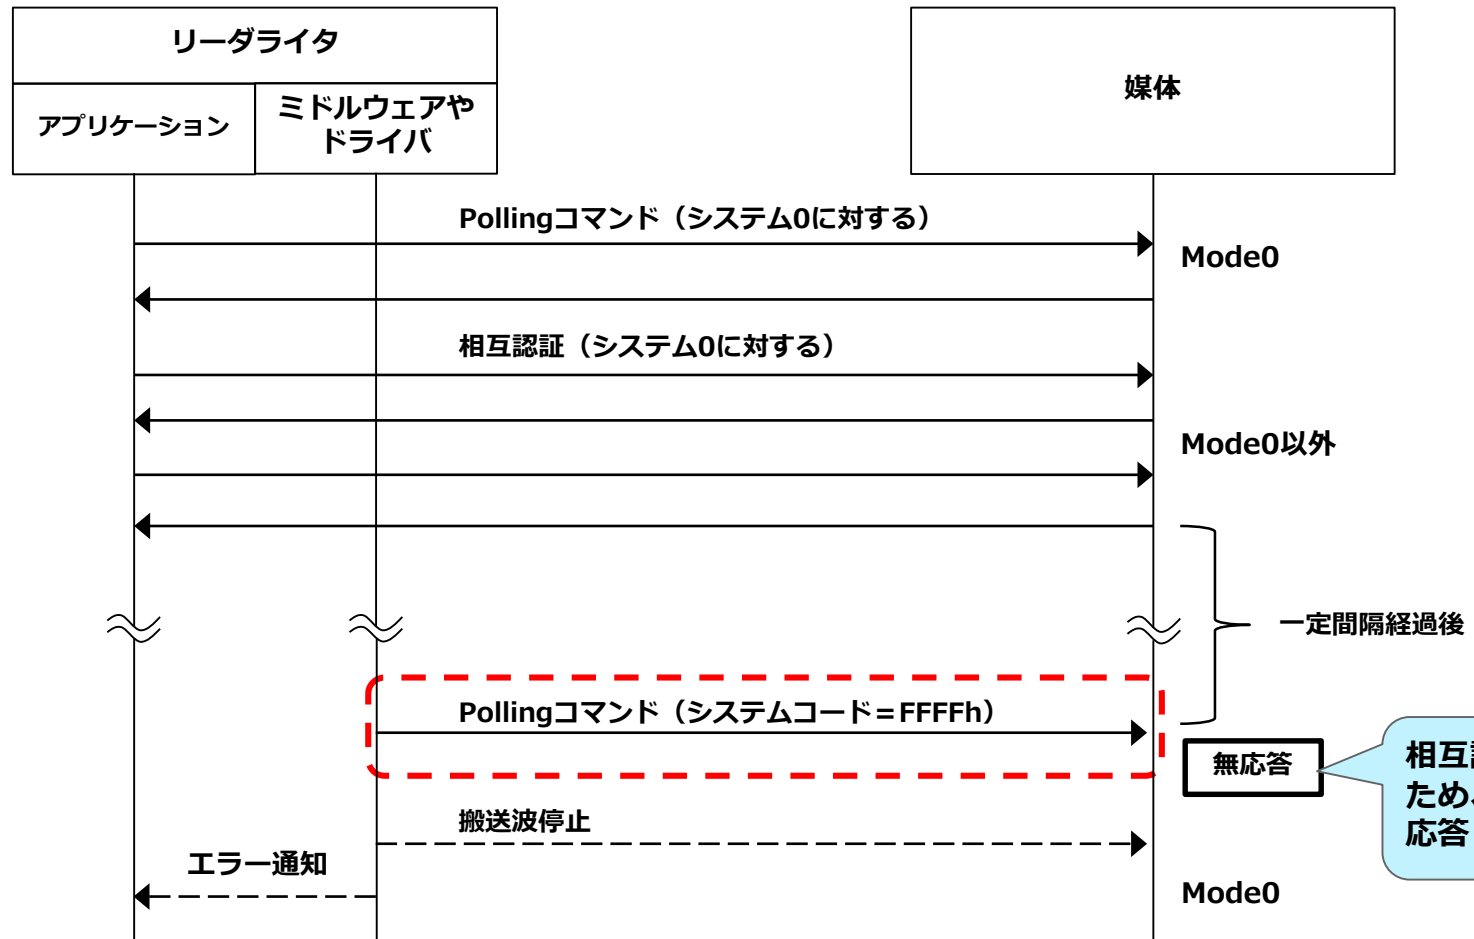 リーダライタ
アプリケーション
ミドルウェアや
ドライバ
媒体
Pollingコマンド（システム0に対する）
Mode0
相互認証（システム0に対する）
Mode0以外
一定間隔経過後
Pollingコマンド（システムコード＝FFFFh）
無応答
相互
ため、
応答
搬送波停止
エラー通知
Mode0